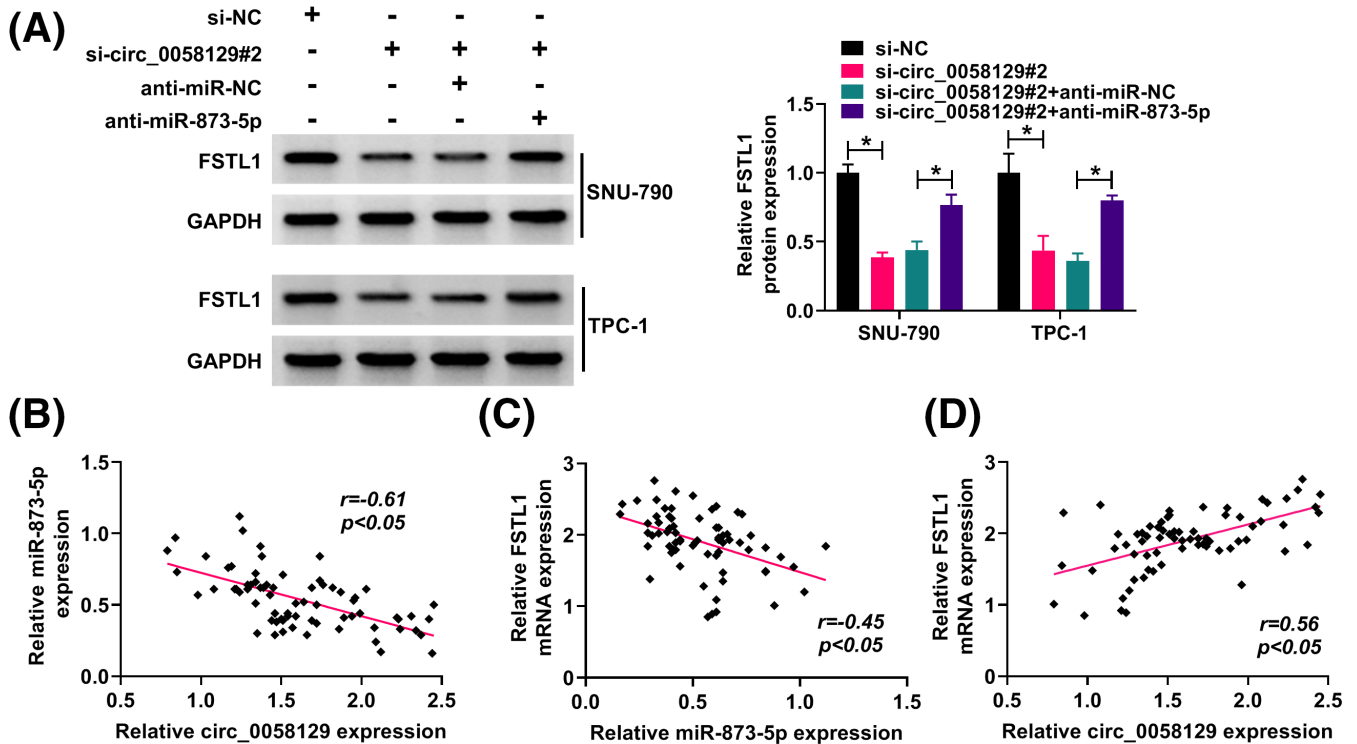 (A)
si-NC + - - -
si-circ_0058129#2 - + + +
anti-miR-NC - - + -
anti-miR-873-5p - - - +
FSTL1
GAPDH
SNU-790
FSTL1
GAPDH
TPC-1
si-NC
si-circ_0058129#2
si-circ_0058129#2+anti-miR-NC
si-circ_0058129#2+anti-miR-873-5p
Relative FSTL1
protein expression
1.5
1.0
0.5
0.0
* * * *
SNU-790 TPC-1
(B)
Relative miR-873-5p
expression
1.5
1.0
0.5
0.0
r=-0.61
p<0.05
0.5 1.0 1.5 2.0 2.5
Relative circ_0058129 expression
(C)
Relative FSTL1
mRNA expression
3
2
1
0
r=-0.45
p<0.05
0.0 0.5 1.0 1.5
Relative miR-873-5p expression
(D)
Relative FSTL1
mRNA expression
3
2
1
0
r=0.56
p<0.05
0.5 1.0 1.5 2.0 2.5
Relative circ_0058129 expression